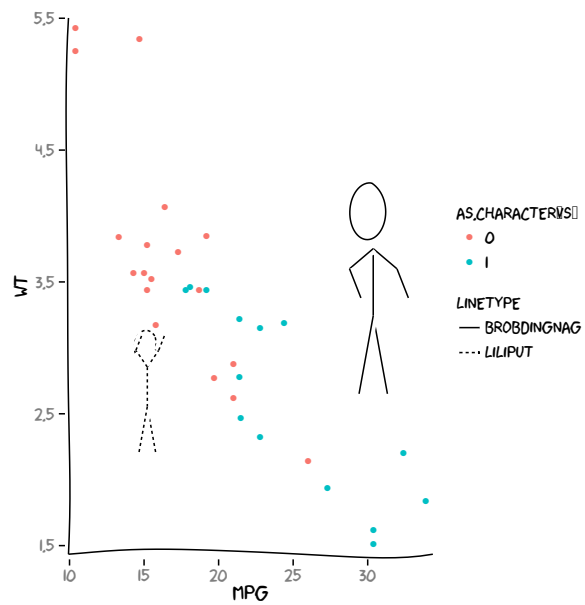 5,5
4,5
3,5
2,5
1,5
WT
10 15 20 25 30
MPG
AS.CHARACTER(VS)
0
1
LINETYPE
BROBDINGNAG
LILIPUT